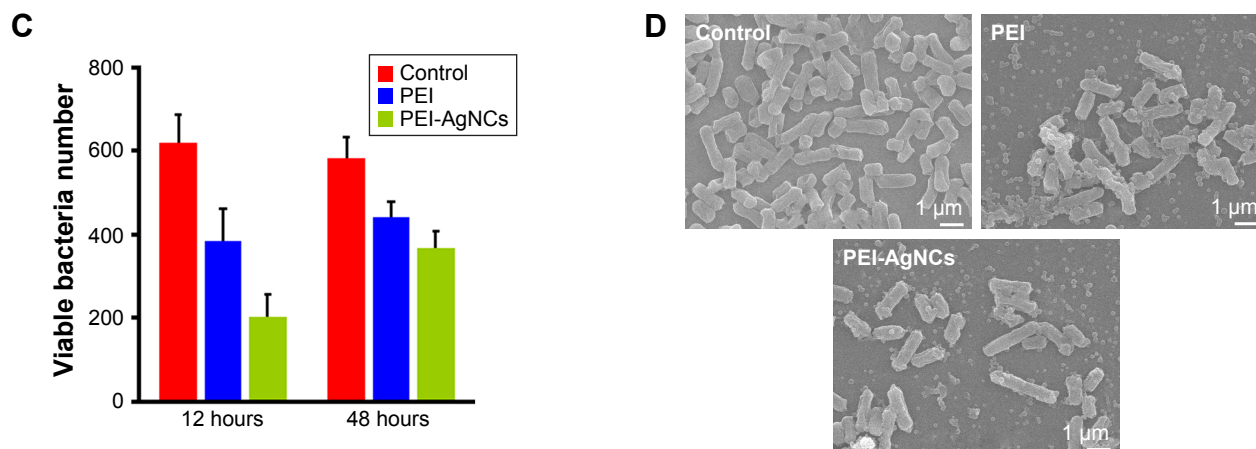 C
Viable bacteria number
800
600
400
200
0
Control
PEI
PEI-AgNCs
12 hours
48 hours
D
Control
1 µm
PEI
1 µm
PEI-AgNCs
1 µm